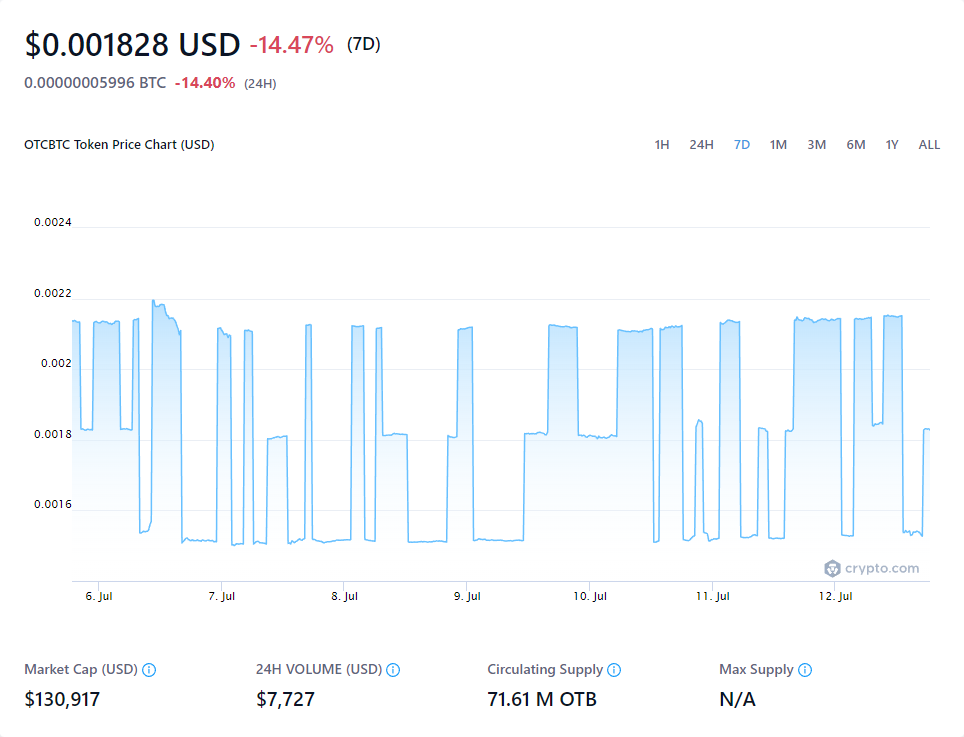 $0.001828 USD -14.47% (7D)
0.00000005996 BTC -14.40% (24H)
OTCBTC Token Price Chart (USD) 1H 24H 7D 1M 3M 6M 1Y ALL
0.0024
0.0022
0.002
0.0018
0.0016
crypto.com
6. Jul 7. Jul 8. Jul 9. Jul 10. Jul 11. Jul 12. Jul
Market Cap (USD) 24H VOLUME (USD) Circulating Supply Max Supply
$130,917 $7,727 71.61 M OTB N/A